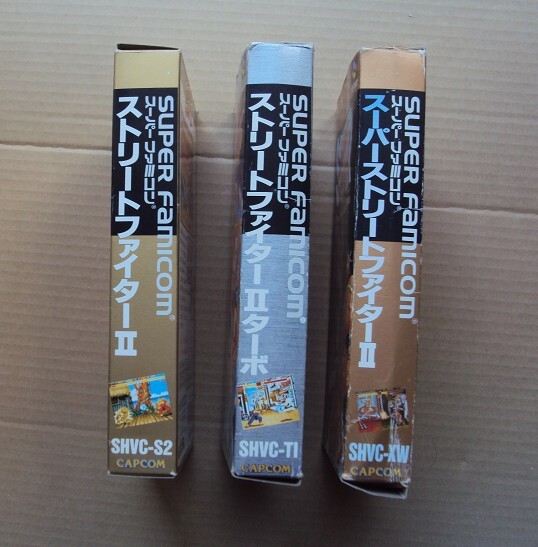 SUPER FAMICOM®
スーパーファミコン®
ストリートファイターII
SHVC-S2
CAPCOM
SUPER FAMICOM®
スーパーファミコン®
ストリートファイターIIターボ
SHVC-TI
CAPCOM
SUPER FAMICOM®
スーパーファミコン®
スーパーストリートファイターII
SHVC-XW
CAPCOM